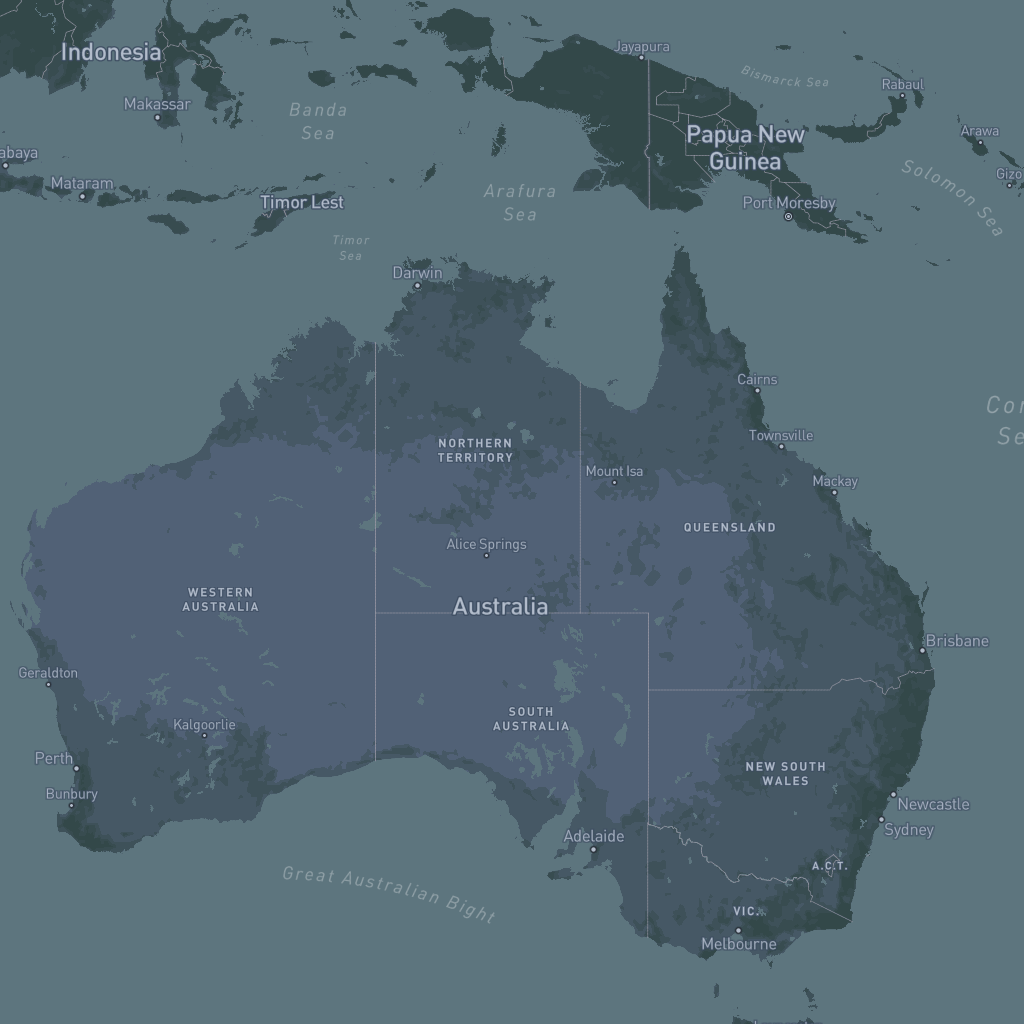 Jayapura
Indonesia
Bismarck Sea
Rabaul
Makassar
Banda
Sea
Papua New
Guinea
Arawa
abaya
Mataram
Arafura
Sea
Solomon Sea
Gizo
Timor Lest
Port Moresby
Timor
Sea
Darwin
Cairns
Cor
Se
Townsville
NORTHERN
TERRITORY
Mount Isa
Mackay
QUEENSLAND
Alice Springs
WESTERN
AUSTRALIA
Australia
Brisbane
Geraldton
SOUTH
AUSTRALIA
Kalgoorlie
Perth
NEW SOUTH
WALES
Bunbury
Newcastle
Sydney
Adelaide
A.C.T.
Great Australian Bight
VIC.
Melbourne